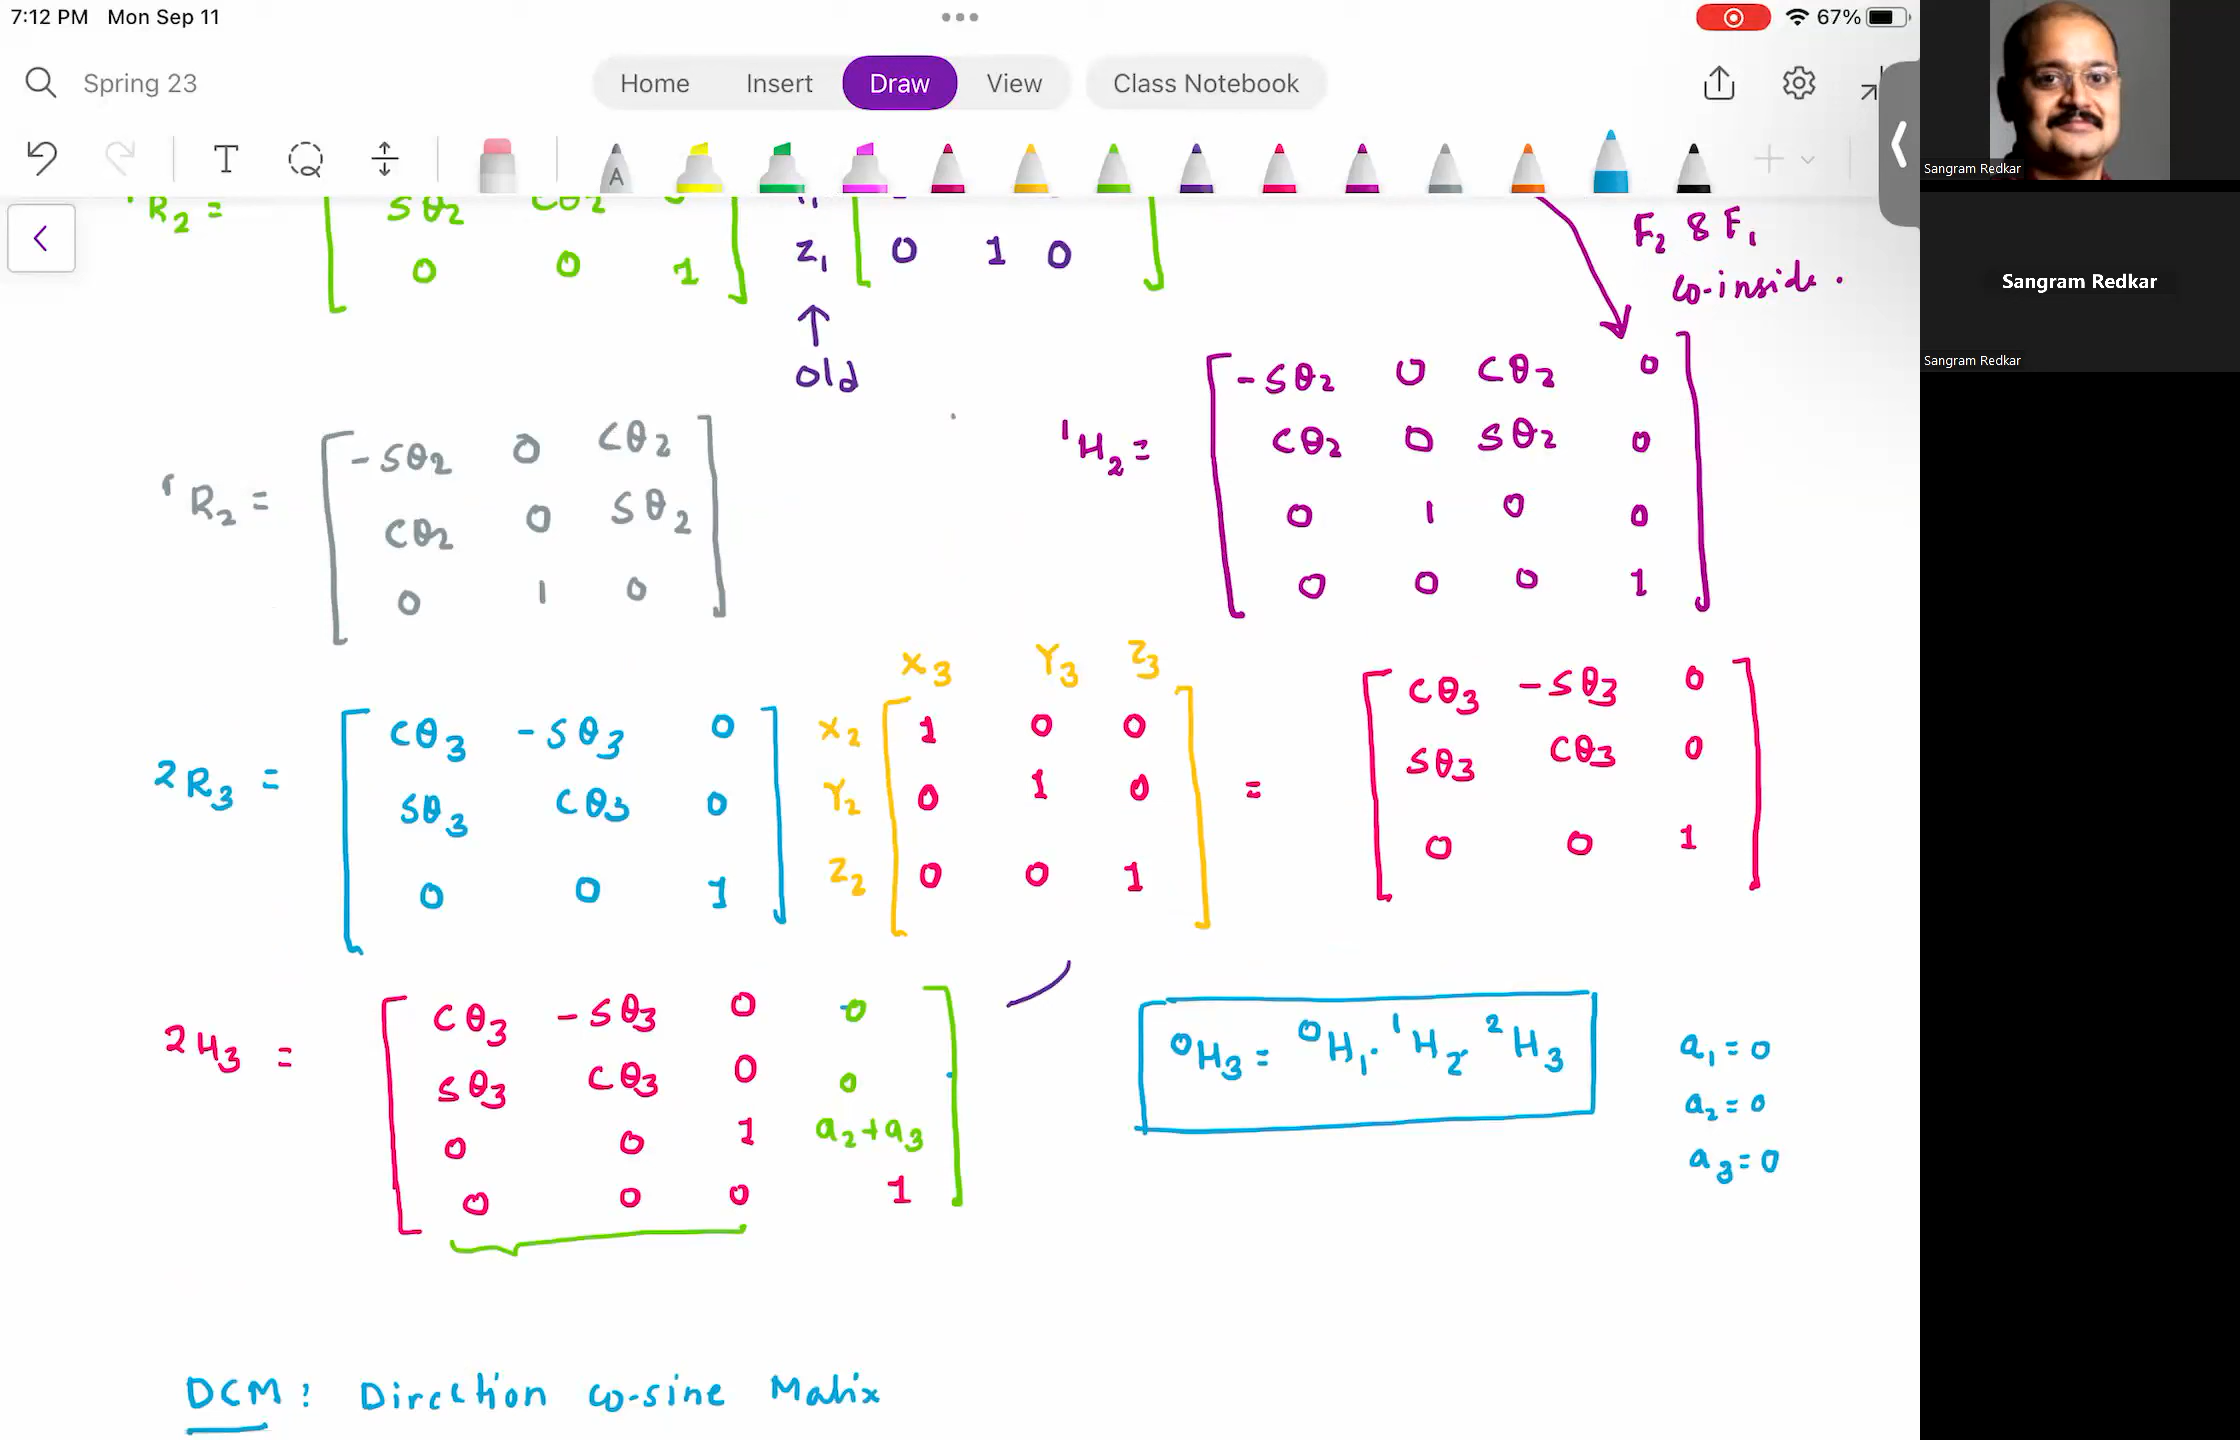 7:12 PM Mon Sep 11
67%
Spring 23
Home Insert Draw View Class Notebook
T
A
Sangram Redkar
Sangram Redkar
Sangram Redkar
R₂ = [ Sθ₂ Cθ₂
0 0 1 ] Z₁ [ 0 1 0 ]
↑
old
F₂ & F₁
co-inside.
¹R₂ = [ -Sθ₂ 0 Cθ₂
Cθ₂ 0 Sθ₂
0 1 0 ]
¹H₂ = [ -Sθ₂ 0 Cθ₂ 0
Cθ₂ 0 Sθ₂ 0
0 1 0 0
0 0 0 1 ]
X₃ Y₃ Z₃
2R₃ = [ Cθ₃ -Sθ₃ 0 X₂ [ 1 0 0 = [ Cθ₃ -Sθ₃ 0
Sθ₃ Cθ₃ 0 Y₂ 0 1 0 Sθ₃ Cθ₃ 0
0 0 1 ] Z₂ 0 0 1 ] 0 0 1 ]
2H₃ = [ Cθ₃ -Sθ₃ 0 0
Sθ₃ Cθ₃ 0 0
0 0 1 a₂+a₃
0 0 0 1 ]
⁰H₃ = ⁰H₁. ¹H₂. ²H₃
a₁ = 0
a₂ = 0
a₃ = 0
DCM : Direction co-sine Matix